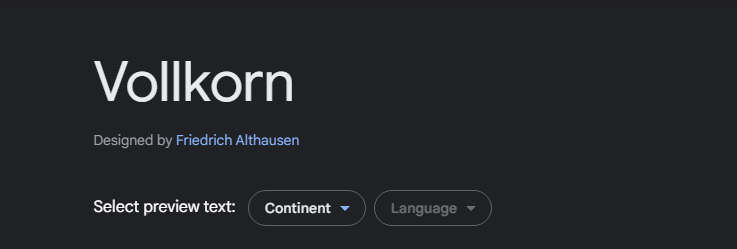 Vollkorn
Designed by Friedrich Althausen
Select preview text: Continent Language